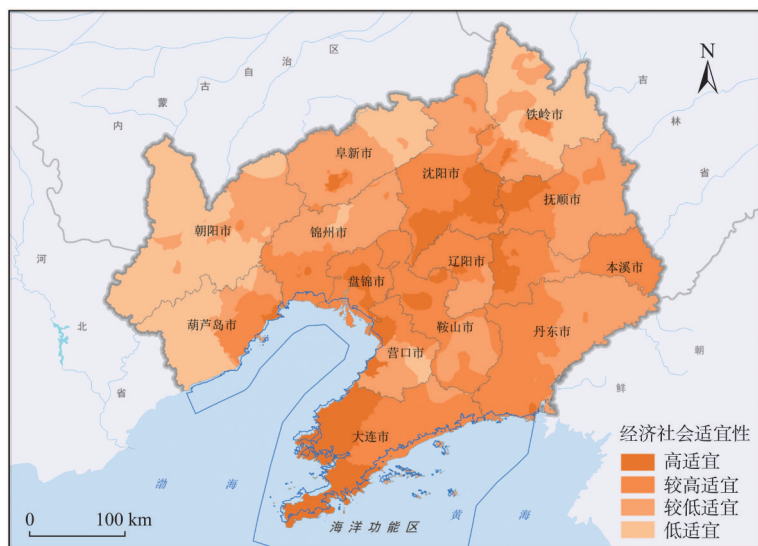 内蒙古自治区
吉林省
河北省
朝鲜
N
铁岭市
阜新市
沈阳市
抚顺市
朝阳市
锦州市
辽阳市
本溪市
盘锦市
葫芦岛市
鞍山市
丹东市
营口市
大连市
渤海
黄海
海洋功能区
0 100 km
经济社会适宜性
高适宜
较高适宜
较低适宜
低适宜